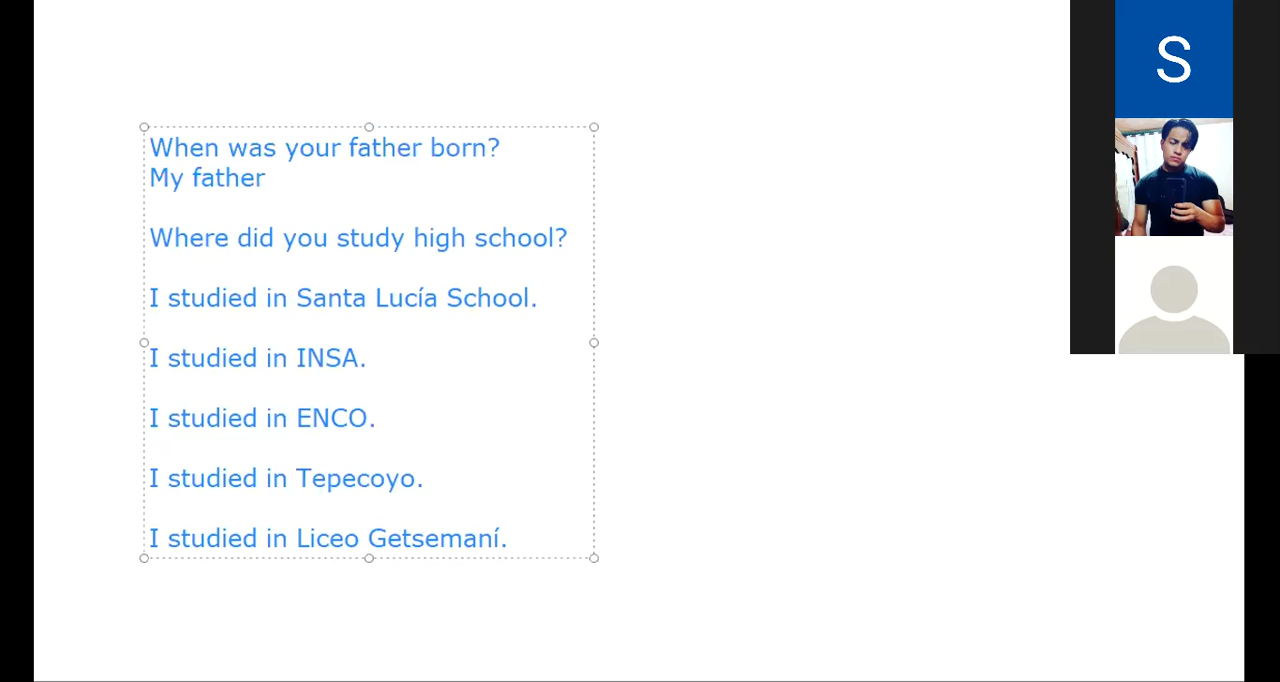 When was your father born?
My father
Where did you study high school?
I studied in Santa Lucía School.
I studied in INSA.
I studied in ENCO.
I studied in Tepecoyo.
I studied in Liceo Getsemaní.
S